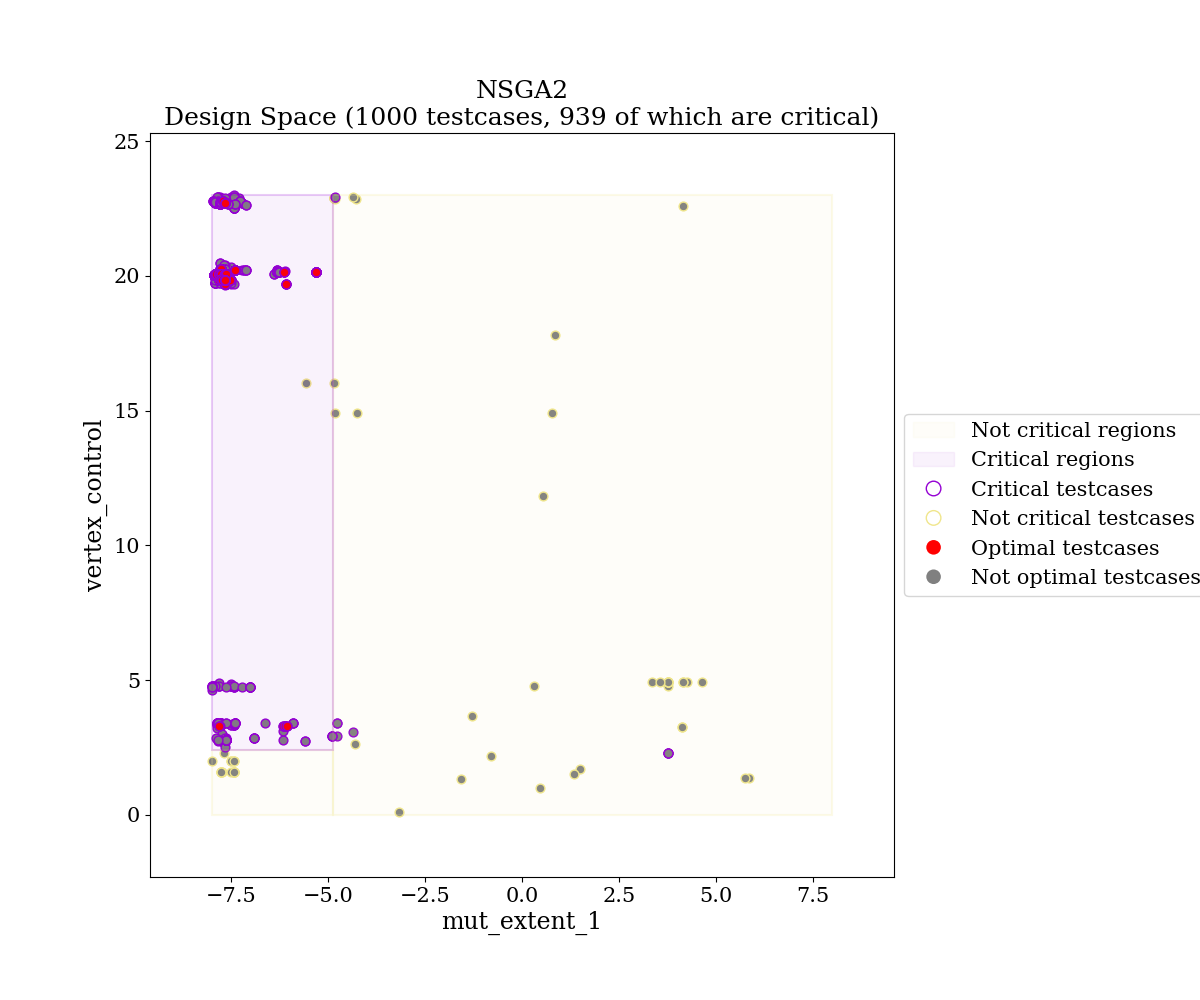 NSGA2
Design Space (1000 testcases, 939 of which are critical)
25
20
15
10
5
0
vertex_control
−7.5
−5.0
−2.5
0.0
2.5
5.0
7.5
mut_extent_1
Not critical regions
Critical regions
Critical testcases
Not critical testcases
Optimal testcases
Not optimal testcases